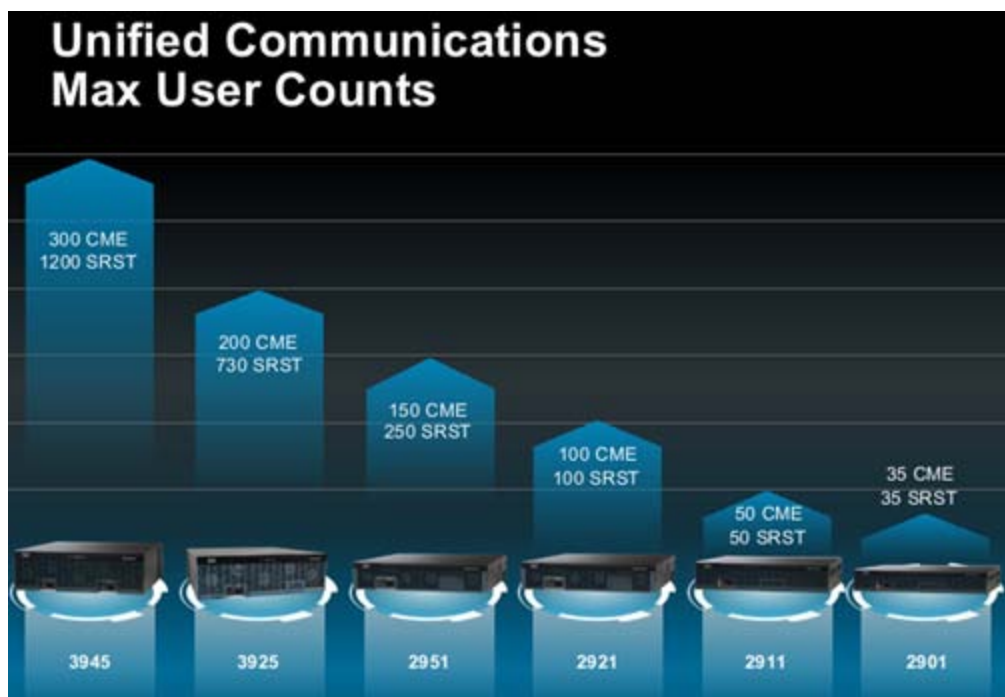 Unified Communications
Max User Counts
300 CME
1200 SRST
200 CME
730 SRST
150 CME
250 SRST
100 CME
100 SRST
50 CME
50 SRST
35 CME
35 SRST
3945
3925
2951
2921
2911
2901